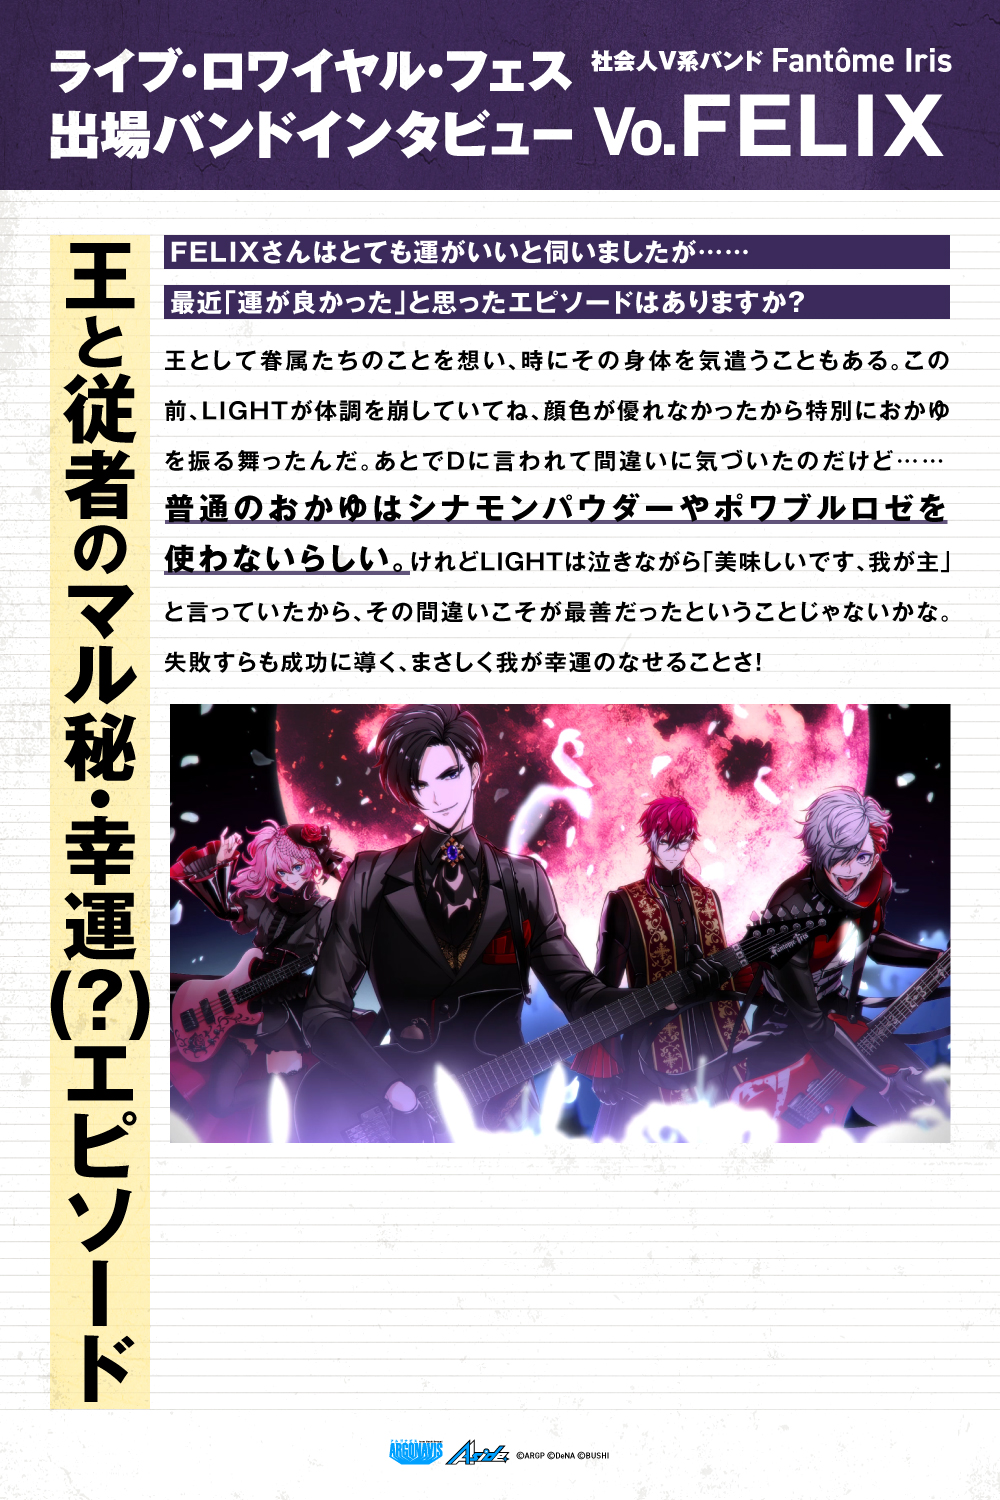 ライブ・ロワイヤル・フェス
出場バンドインタビュー
社会人V系バンド Fantôme Iris
Vo.FELIX
王と従者のマル秘・幸運(?)エピソード
FELIXさんはとても運がいいと伺いましたが……
最近「運が良かった」と思ったエピソードはありますか?
王として眷属たちのことを想い、時にその身体を気遣うこともある。この
前、LIGHTが体調を崩していてね、顔色が優れなかったから特別におかゆ
を振る舞ったんだ。あとでDに言われて間違いに気づいたのだけど……
普通のおかゆはシナモンパウダーやポワブルロゼを
使わないらしい。けれどLIGHTは泣きながら「美味しいです、我が主」
と言っていたから、その間違いこそが最善だったということじゃないかな。
失敗すらも成功に導く、まさしく我が幸運のなせることさ!
Fantôme Iris
ARGONAVIS
AAside
©ARGP ©DeNA ©BUSHI